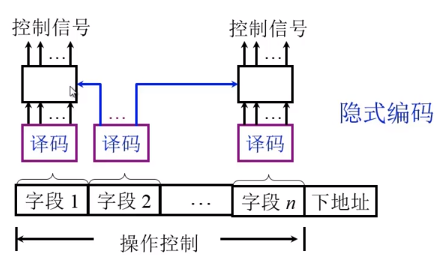 控制信号 控制信号
… …
… … …
译码 译码 译码
隐式编码
字段 1 字段 2 … 字段 n 下地址
操作控制